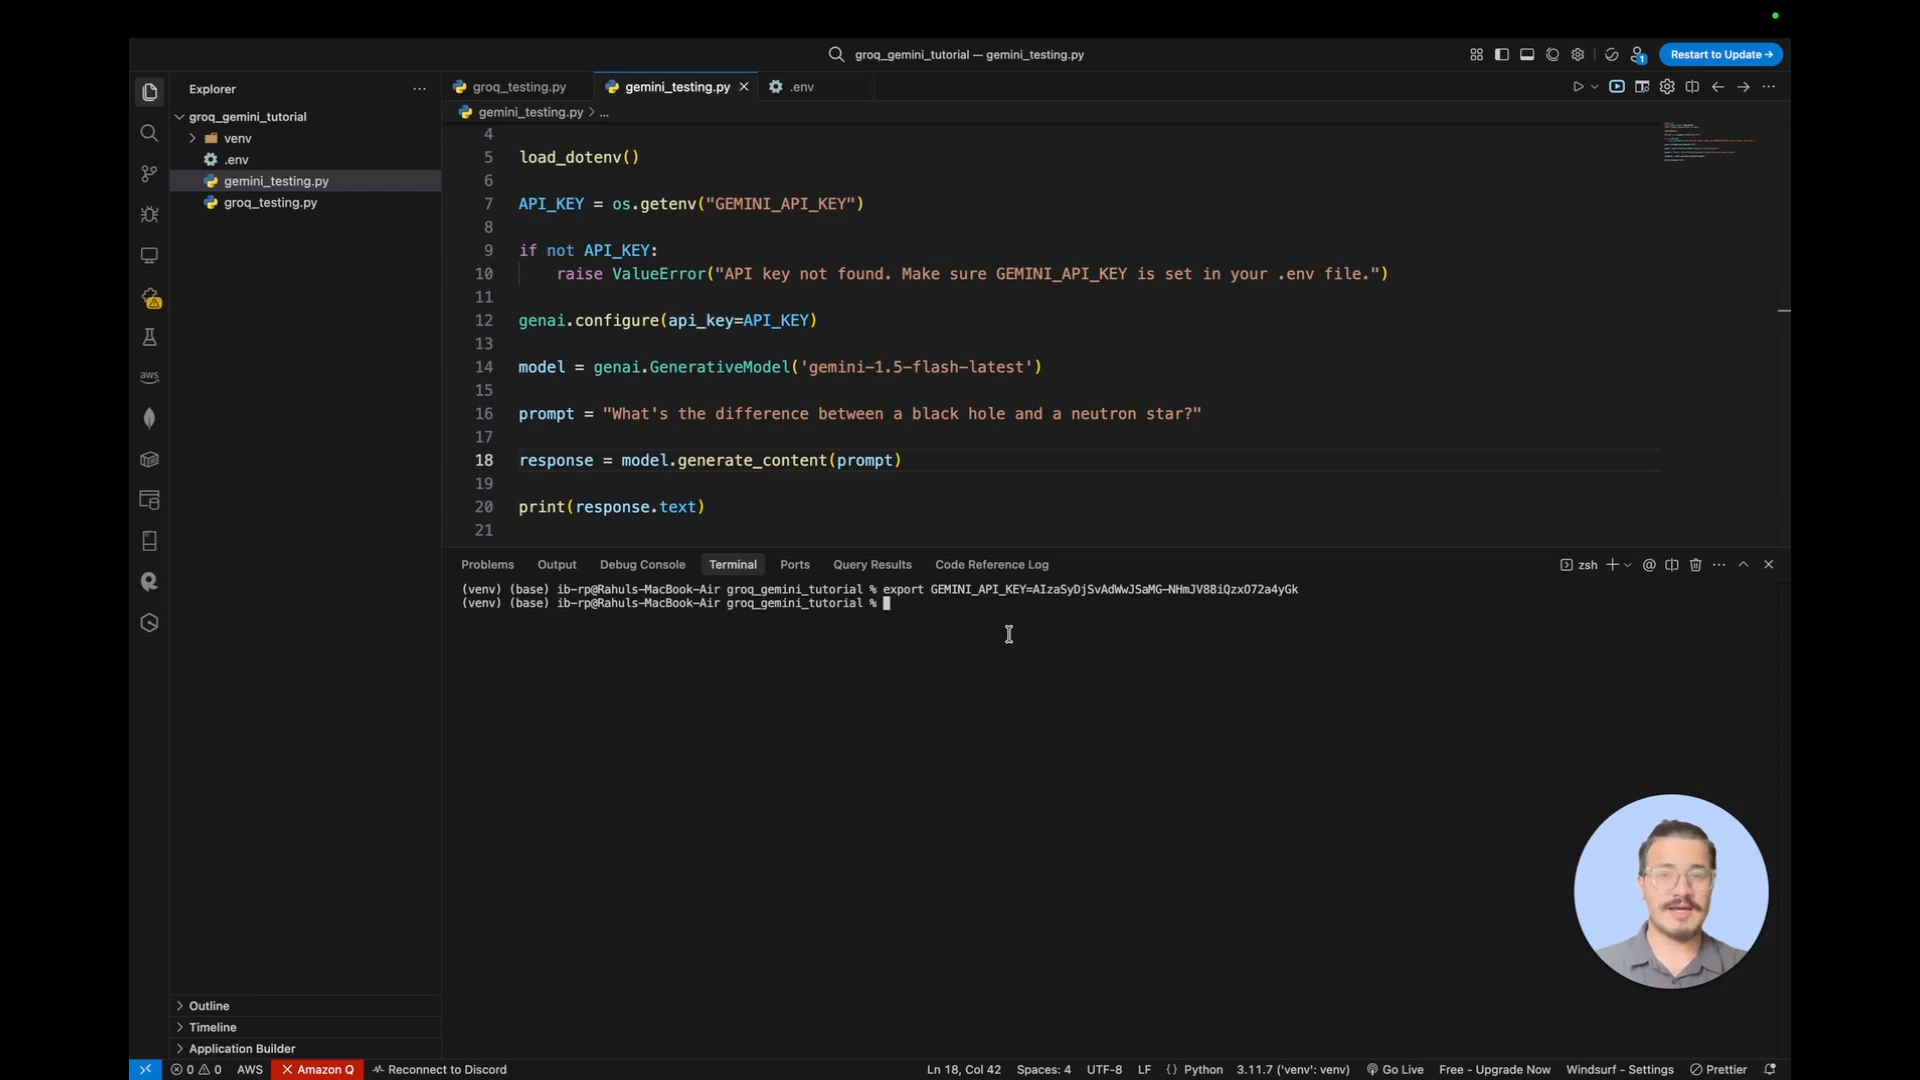 groq_gemini_tutorial — gemini_testing.py
1
Restart to Update →
Explorer
groq_gemini_tutorial
venv
.env
gemini_testing.py
groq_testing.py
Outline
Timeline
Application Builder
aws
groq_testing.py
gemini_testing.py
.env
gemini_testing.py > ...
4
5 load_dotenv()
6
7 API_KEY = os.getenv("GEMINI_API_KEY")
8
9 if not API_KEY:
10 raise ValueError("API key not found. Make sure GEMINI_API_KEY is set in your .env file.")
11
12 genai.configure(api_key=API_KEY)
13
14 model = genai.GenerativeModel('gemini-1.5-flash-latest')
15
16 prompt = "What's the difference between a black hole and a neutron star?"
17
18 response = model.generate_content(prompt)
19
20 print(response.text)
21
Problems Output Debug Console Terminal Ports Query Results Code Reference Log
zsh
(venv) (base) ib-rp@Rahuls-MacBook-Air groq_gemini_tutorial % export GEMINI_API_KEY=AIzaSyDjSvAdWwJSaMG-NHmJV88iQzxO72a4yGk
(venv) (base) ib-rp@Rahuls-MacBook-Air groq_gemini_tutorial %
0 0 AWS Amazon Q Reconnect to Discord
Ln 18, Col 42 Spaces: 4 UTF-8 LF {} Python 3.11.7 ('venv': venv) Go Live Free - Upgrade Now Windsurf - Settings Prettier